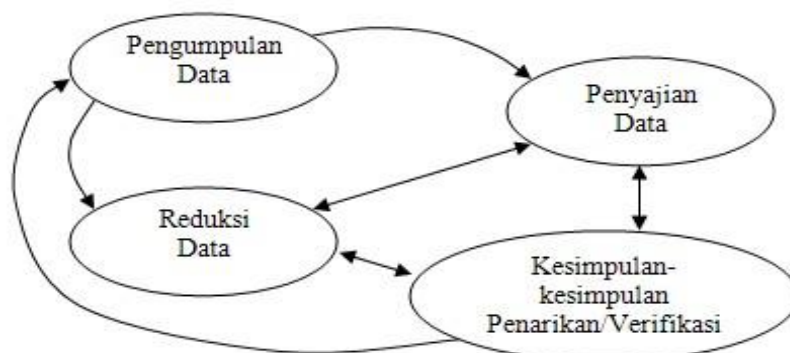 Pengumpulan
Data
Penyajian
Data
Reduksi
Data
Kesimpulan-
kesimpulan
Penarikan/Verifikasi